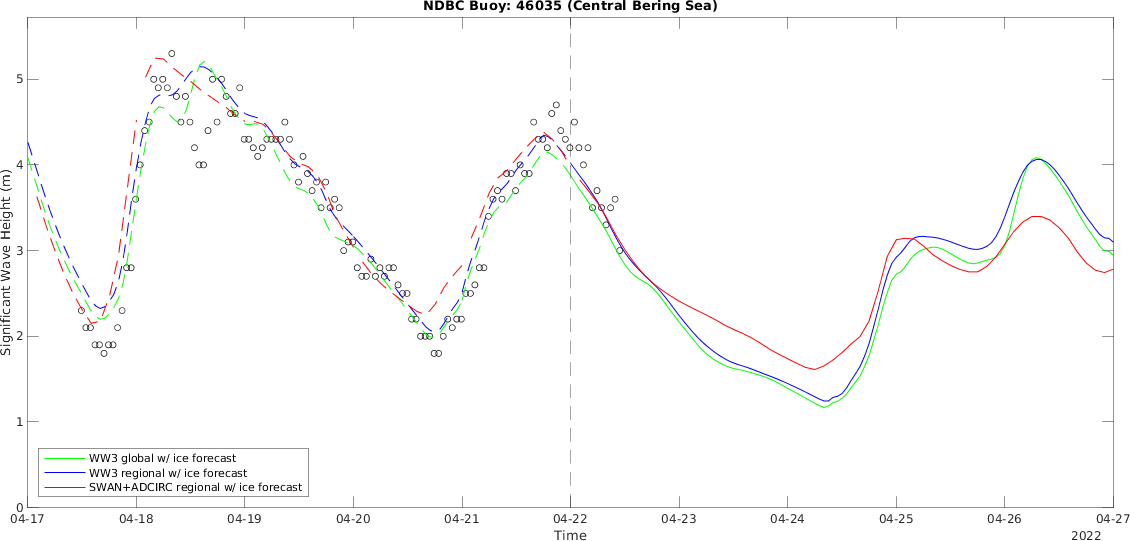 NDBC Buoy: 46035 (Central Bering Sea)
Significant Wave Height (m)
5
4
3
2
1
0
WW3 global w/ ice forecast
WW3 regional w/ ice forecast
SWAN+ADCIRC regional w/ ice forecast
04-17 04-18 04-19 04-20 04-21 04-22 04-23 04-24 04-25 04-26 04-27
Time
2022